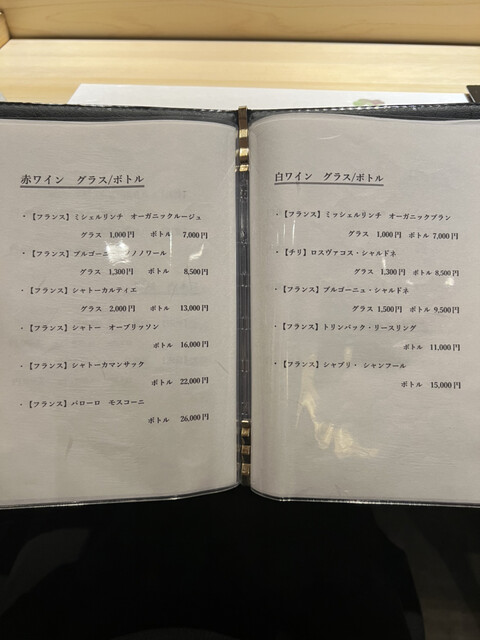 赤ワイン グラス/ボトル
・【フランス】ミシェルリンチ オーガニックルージュ
グラス 1,000円 ボトル 7,000円
・【フランス】ブルゴーニュ ノワール
グラス 1,300円 ボトル 8,500円
・【フランス】シャトーカルティエ
グラス 2,000円 ボトル 13,000円
・【フランス】シャトー オーブリッソン
ボトル 16,000円
・【フランス】シャトーカマンサック
ボトル 22,000円
・【フランス】バローロ モスコーニ
ボトル 26,000円
白ワイン グラス/ボトル
・【フランス】ミッシェルリンチ オーガニックブラン
グラス 1,000円 ボトル 7,000円
・【チリ】ロスヴァコス・シャルドネ
グラス 1,300円 ボトル 8,500円
・【フランス】ブルゴーニュ・シャルドネ
グラス 1,500円 ボトル 9,500円
・【フランス】トリンバック・リースリング
ボトル 11,000円
・【フランス】シャブリ・ シャンフール
ボトル 15,000円